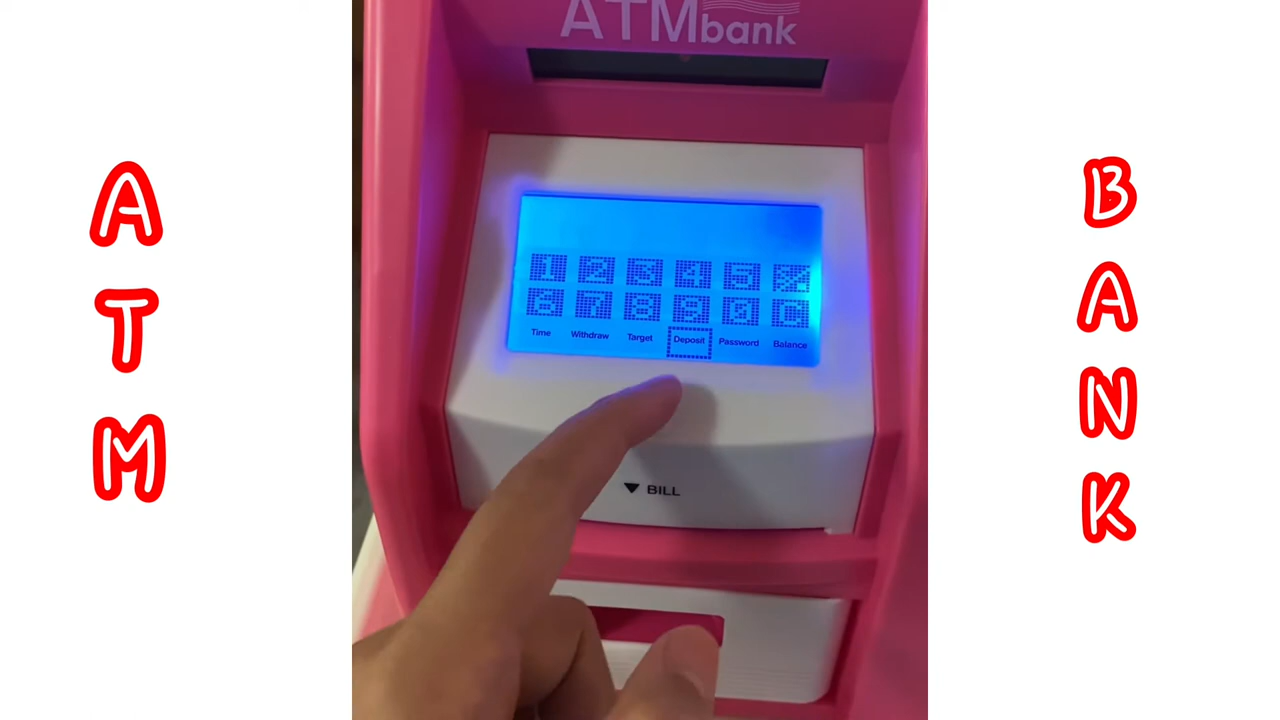 ATMbank
A
T
M
B
A
N
K
1 2 3 4 5 ✻
6 7 8 9 0 C
Time Withdraw Target Deposit Password Balance
▼ BILL